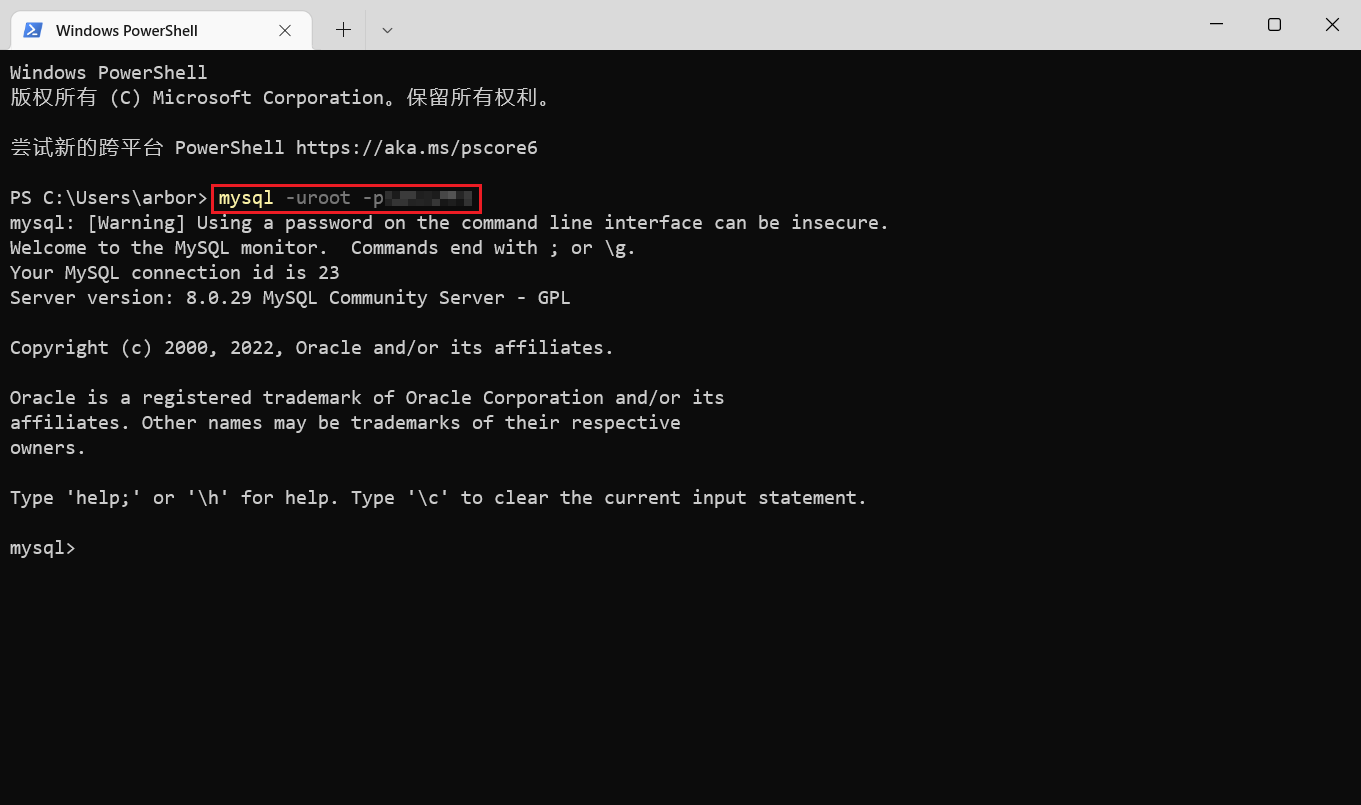 Windows PowerShell
Windows PowerShell
版权所有 (C) Microsoft Corporation。保留所有权利。
尝试新的跨平台 PowerShell https://aka.ms/pscore6
PS C:\Users\arbor> mysql -uroot -p
mysql: [Warning] Using a password on the command line interface can be insecure.
Welcome to the MySQL monitor.  Commands end with ; or \g.
Your MySQL connection id is 23
Server version: 8.0.29 MySQL Community Server - GPL
Copyright (c) 2000, 2022, Oracle and/or its affiliates.
Oracle is a registered trademark of Oracle Corporation and/or its
affiliates. Other names may be trademarks of their respective
owners.
Type 'help;' or '\h' for help. Type '\c' to clear the current input statement.
mysql>